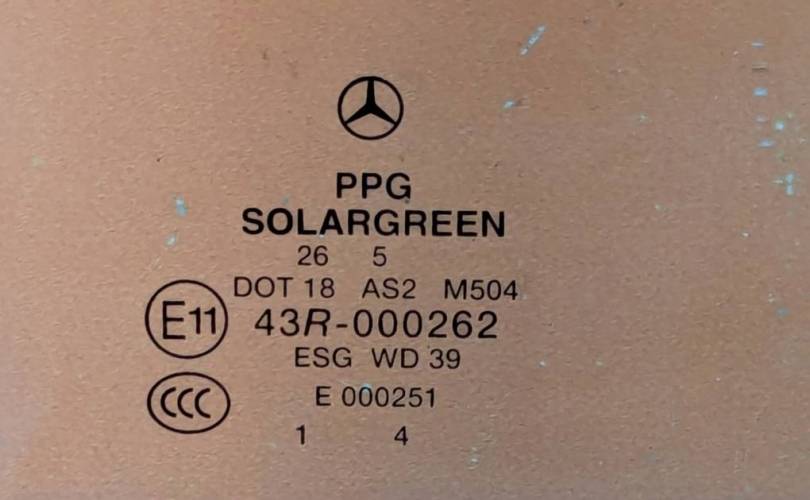 PPG
SOLARGREEN
26 5
DOT 18 AS2 M504
E11 43R-000262
ESG WD 39
CCC E 000251
1 4